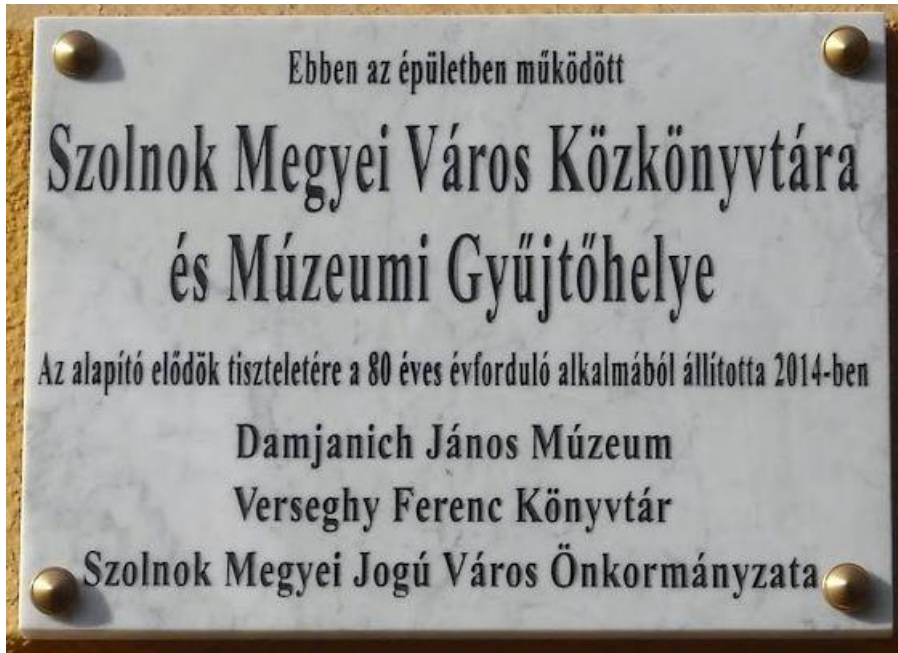 Ebben az épületben működött
Szolnok Megyei Város Közkönyvtára
és Múzeumi Gyűjtőhelye
Az alapító elődök tiszteletére a 80 éves évforduló alkalmából állította 2014-ben
Damjanich János Múzeum
Verseghy Ferenc Könyvtár
Szolnok Megyei Jogú Város Önkormányzata